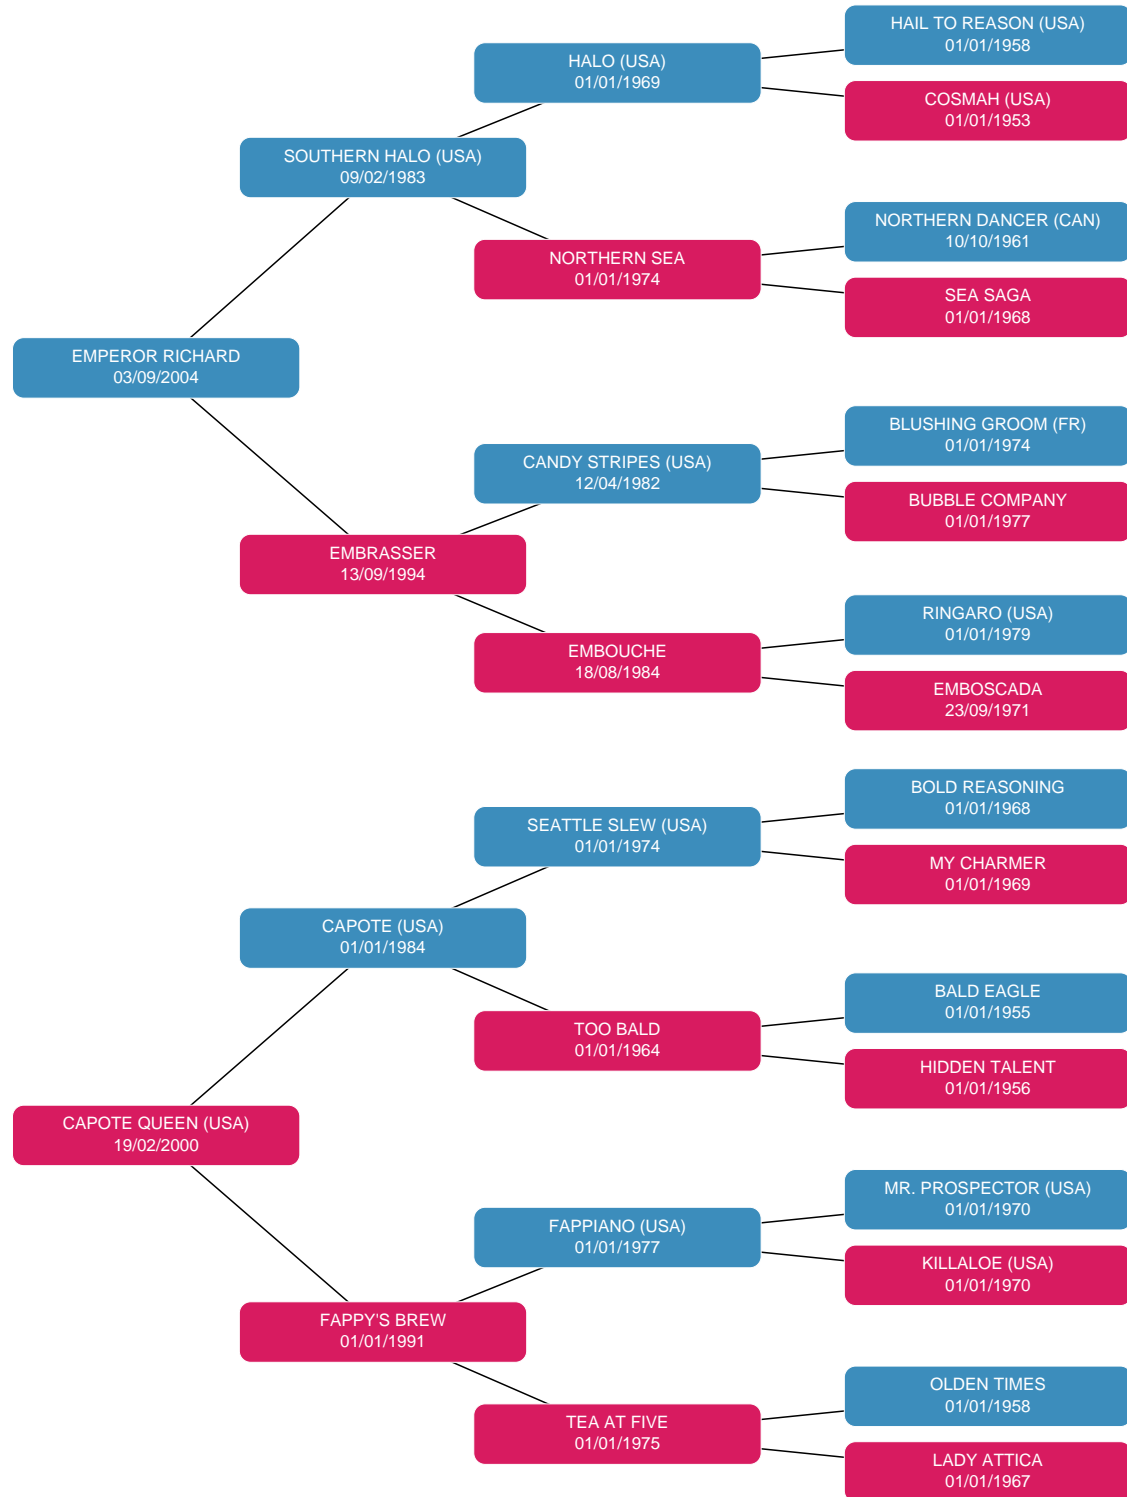 HAIL TO REASON (USA)
01/01/1958
HALO (USA)
01/01/1969
COSMAH (USA)
01/01/1953
SOUTHERN HALO (USA)
09/02/1983
NORTHERN DANCER (CAN)
10/10/1961
NORTHERN SEA
01/01/1974
SEA SAGA
01/01/1968
EMPEROR RICHARD
03/09/2004
BLUSHING GROOM (FR)
01/01/1974
CANDY STRIPES (USA)
12/04/1982
BUBBLE COMPANY
01/01/1977
EMBRASSER
13/09/1994
RINGARO (USA)
01/01/1979
EMBOUCHE
18/08/1984
EMBOSCADA
23/09/1971
BOLD REASONING
01/01/1968
SEATTLE SLEW (USA)
01/01/1974
MY CHARMER
01/01/1969
CAPOTE (USA)
01/01/1984
BALD EAGLE
01/01/1955
TOO BALD
01/01/1964
HIDDEN TALENT
01/01/1956
CAPOTE QUEEN (USA)
19/02/2000
MR. PROSPECTOR (USA)
01/01/1970
FAPPIANO (USA)
01/01/1977
KILLALOE (USA)
01/01/1970
FAPPY'S BREW
01/01/1991
OLDEN TIMES
01/01/1958
TEA AT FIVE
01/01/1975
LADY ATTICA
01/01/1967